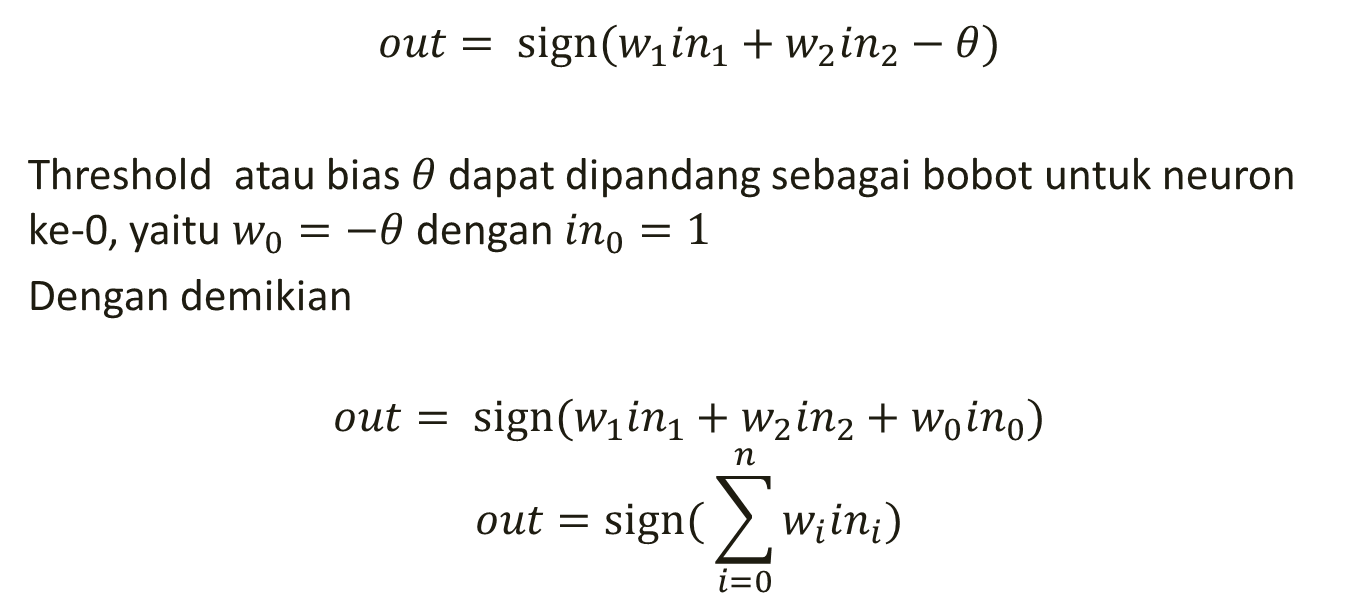 out = sign(w₁in₁ + w₂in₂ − θ)
Threshold atau bias θ dapat dipandang sebagai bobot untuk neuron
ke-0, yaitu w₀ = −θ dengan in₀ = 1
Dengan demikian
out = sign(w₁in₁ + w₂in₂ + w₀in₀)
out = sign(∑ᵢ₌₀ⁿ wᵢinᵢ)